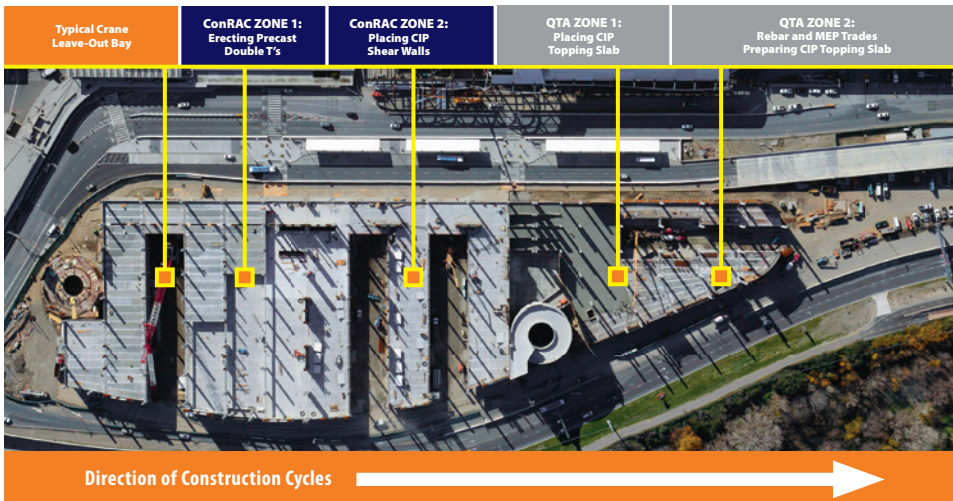 Typical Crane
Leave-Out Bay
ConRAC ZONE 1:
Erecting Precast
Double T's
ConRAC ZONE 2:
Placing CIP
Shear Walls
QTA ZONE 1:
Placing CIP
Topping Slab
QTA ZONE 2:
Rebar and MEP Trades
Preparing CIP Topping Slab
Direction of Construction Cycles